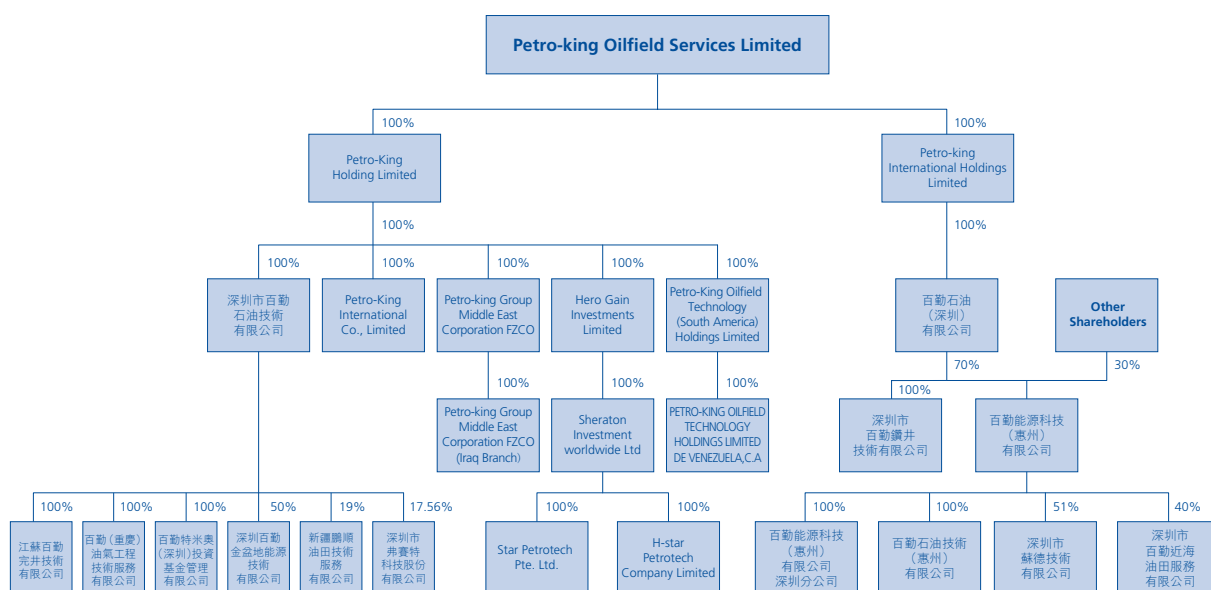 Petro-king Oilfield Services Limited
100%
100%
Petro-King
Holding Limited
Petro-king
International Holdings
Limited
100%
100%
100%
100%
100%
100%
100%
深圳市百勤
石油技術
有限公司
Petro-King
International
Co., Limited
Petro-king Group
Middle East
Corporation FZCO
Hero Gain
Investments
Limited
Petro-King Oilfield
Technology
(South America)
Holdings Limited
百勤石油
（深圳）
有限公司
Other
Shareholders
100%
100%
100%
100%
70%
30%
Petro-king Group
Middle East
Corporation FZCO
(Iraq Branch)
Sheraton
Investment
worldwide Ltd
PETRO-KING OILFIELD
TECHNOLOGY
HOLDINGS LIMITED
DE VENEZUELA,C.A
深圳市
百勤鑽井
技術有限公司
百勤能源科技
（惠州）
有限公司
100%
100%
100%
50%
19%
17.56%
100%
100%
100%
100%
51%
40%
江蘇百勤
完井技術
有限公司
百勤（重慶）
油氣工程
技術服務
有限公司
百勤特米奧
（深圳）投資
基金管理
有限公司
深圳百勤
金盆地能源
技術
有限公司
新疆鵬順
油田技術
服務
有限公司
深圳市
弗賽特
科技股份
有限公司
Star Petrotech
Pte. Ltd.
H-star
Petrotech
Company Limited
百勤能源科技
（惠州）
有限公司
深圳分公司
百勤石油技術
（惠州）
有限公司
深圳市
蘇德技術
有限公司
深圳市
百勤近海
油田服務
有限公司